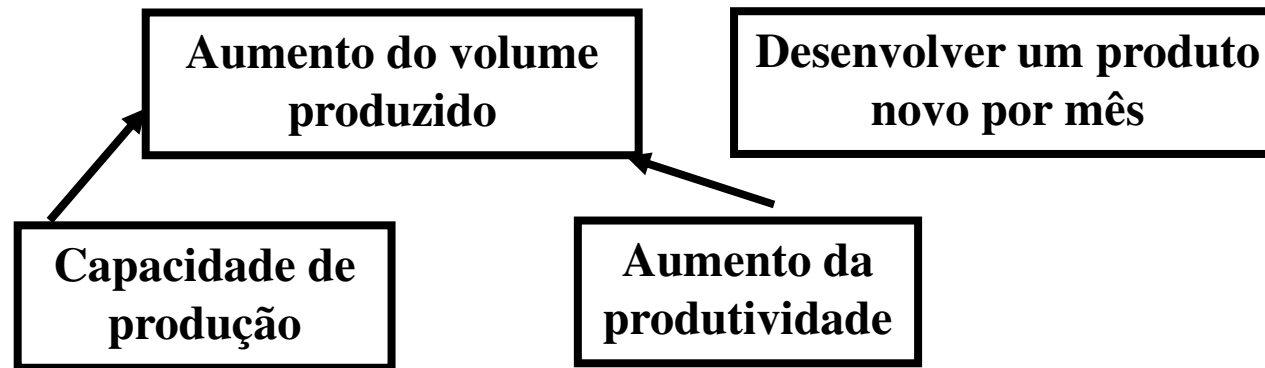 Aumento do volume
produzido
Desenvolver um produto
novo por mês
Capacidade de
produção
Aumento da
produtividade